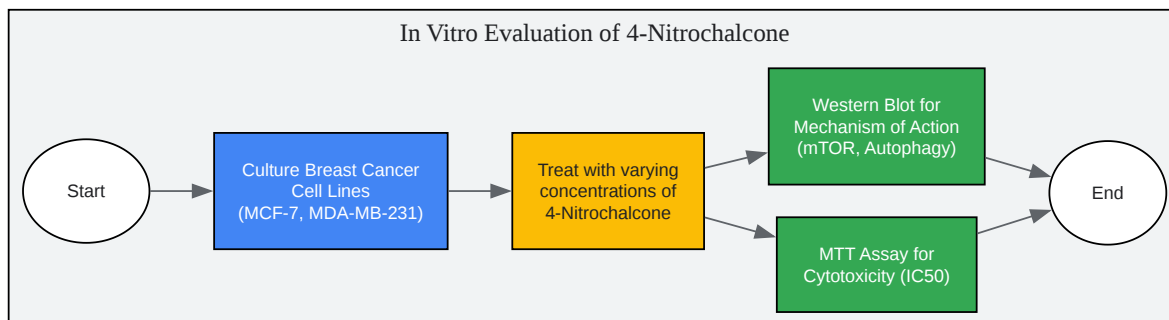 In Vitro Evaluation of 4-Nitrochalcone
Start
Culture Breast Cancer
Cell Lines
(MCF-7, MDA-MB-231)
Treat with varying
concentrations of
4-Nitrochalcone
Western Blot for
Mechanism of Action
(mTOR, Autophagy)
MTT Assay for
Cytotoxicity (IC50)
End